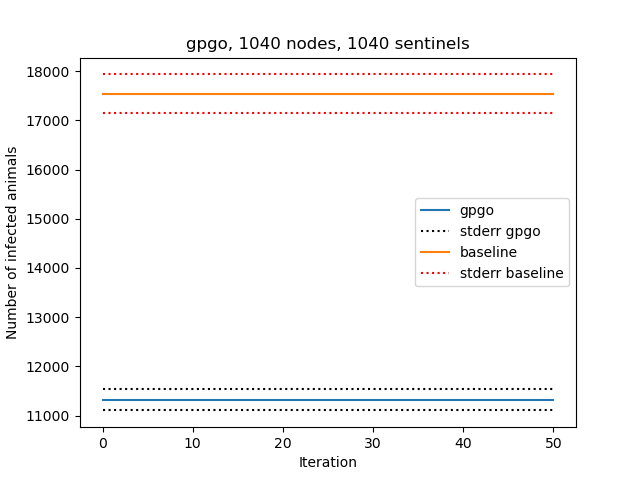 gpgo, 1040 nodes, 1040 sentinels
18000
17000
16000
15000
14000
13000
12000
11000
Number of infected animals
gpgo
stderr gpgo
baseline
stderr baseline
0 10 20 30 40 50
Iteration